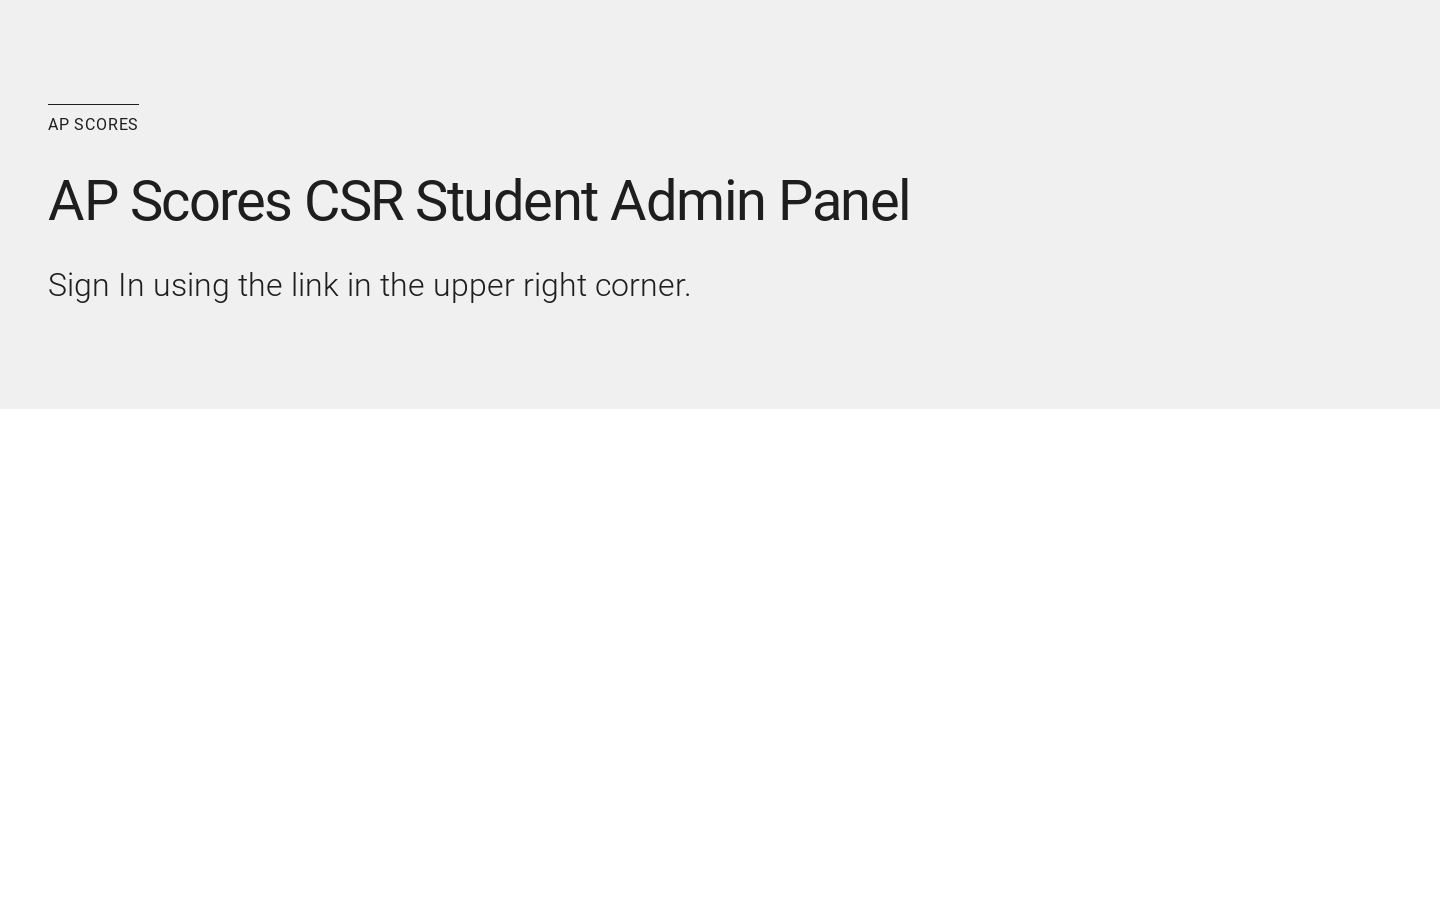 AP SCORES
AP Scores CSR Student Admin Panel
Sign In using the link in the upper right corner.